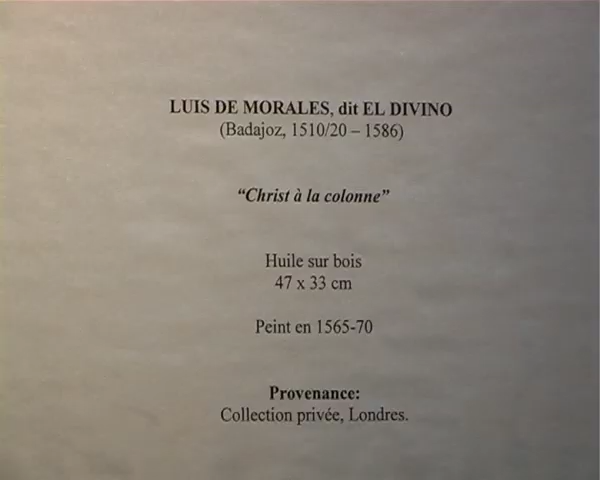 LUIS DE MORALES, dit EL DIVINO
(Badajoz, 1510/20 – 1586)
“Christ à la colonne”
Huile sur bois
47 x 33 cm
Peint en 1565-70
Provenance:
Collection privée, Londres.